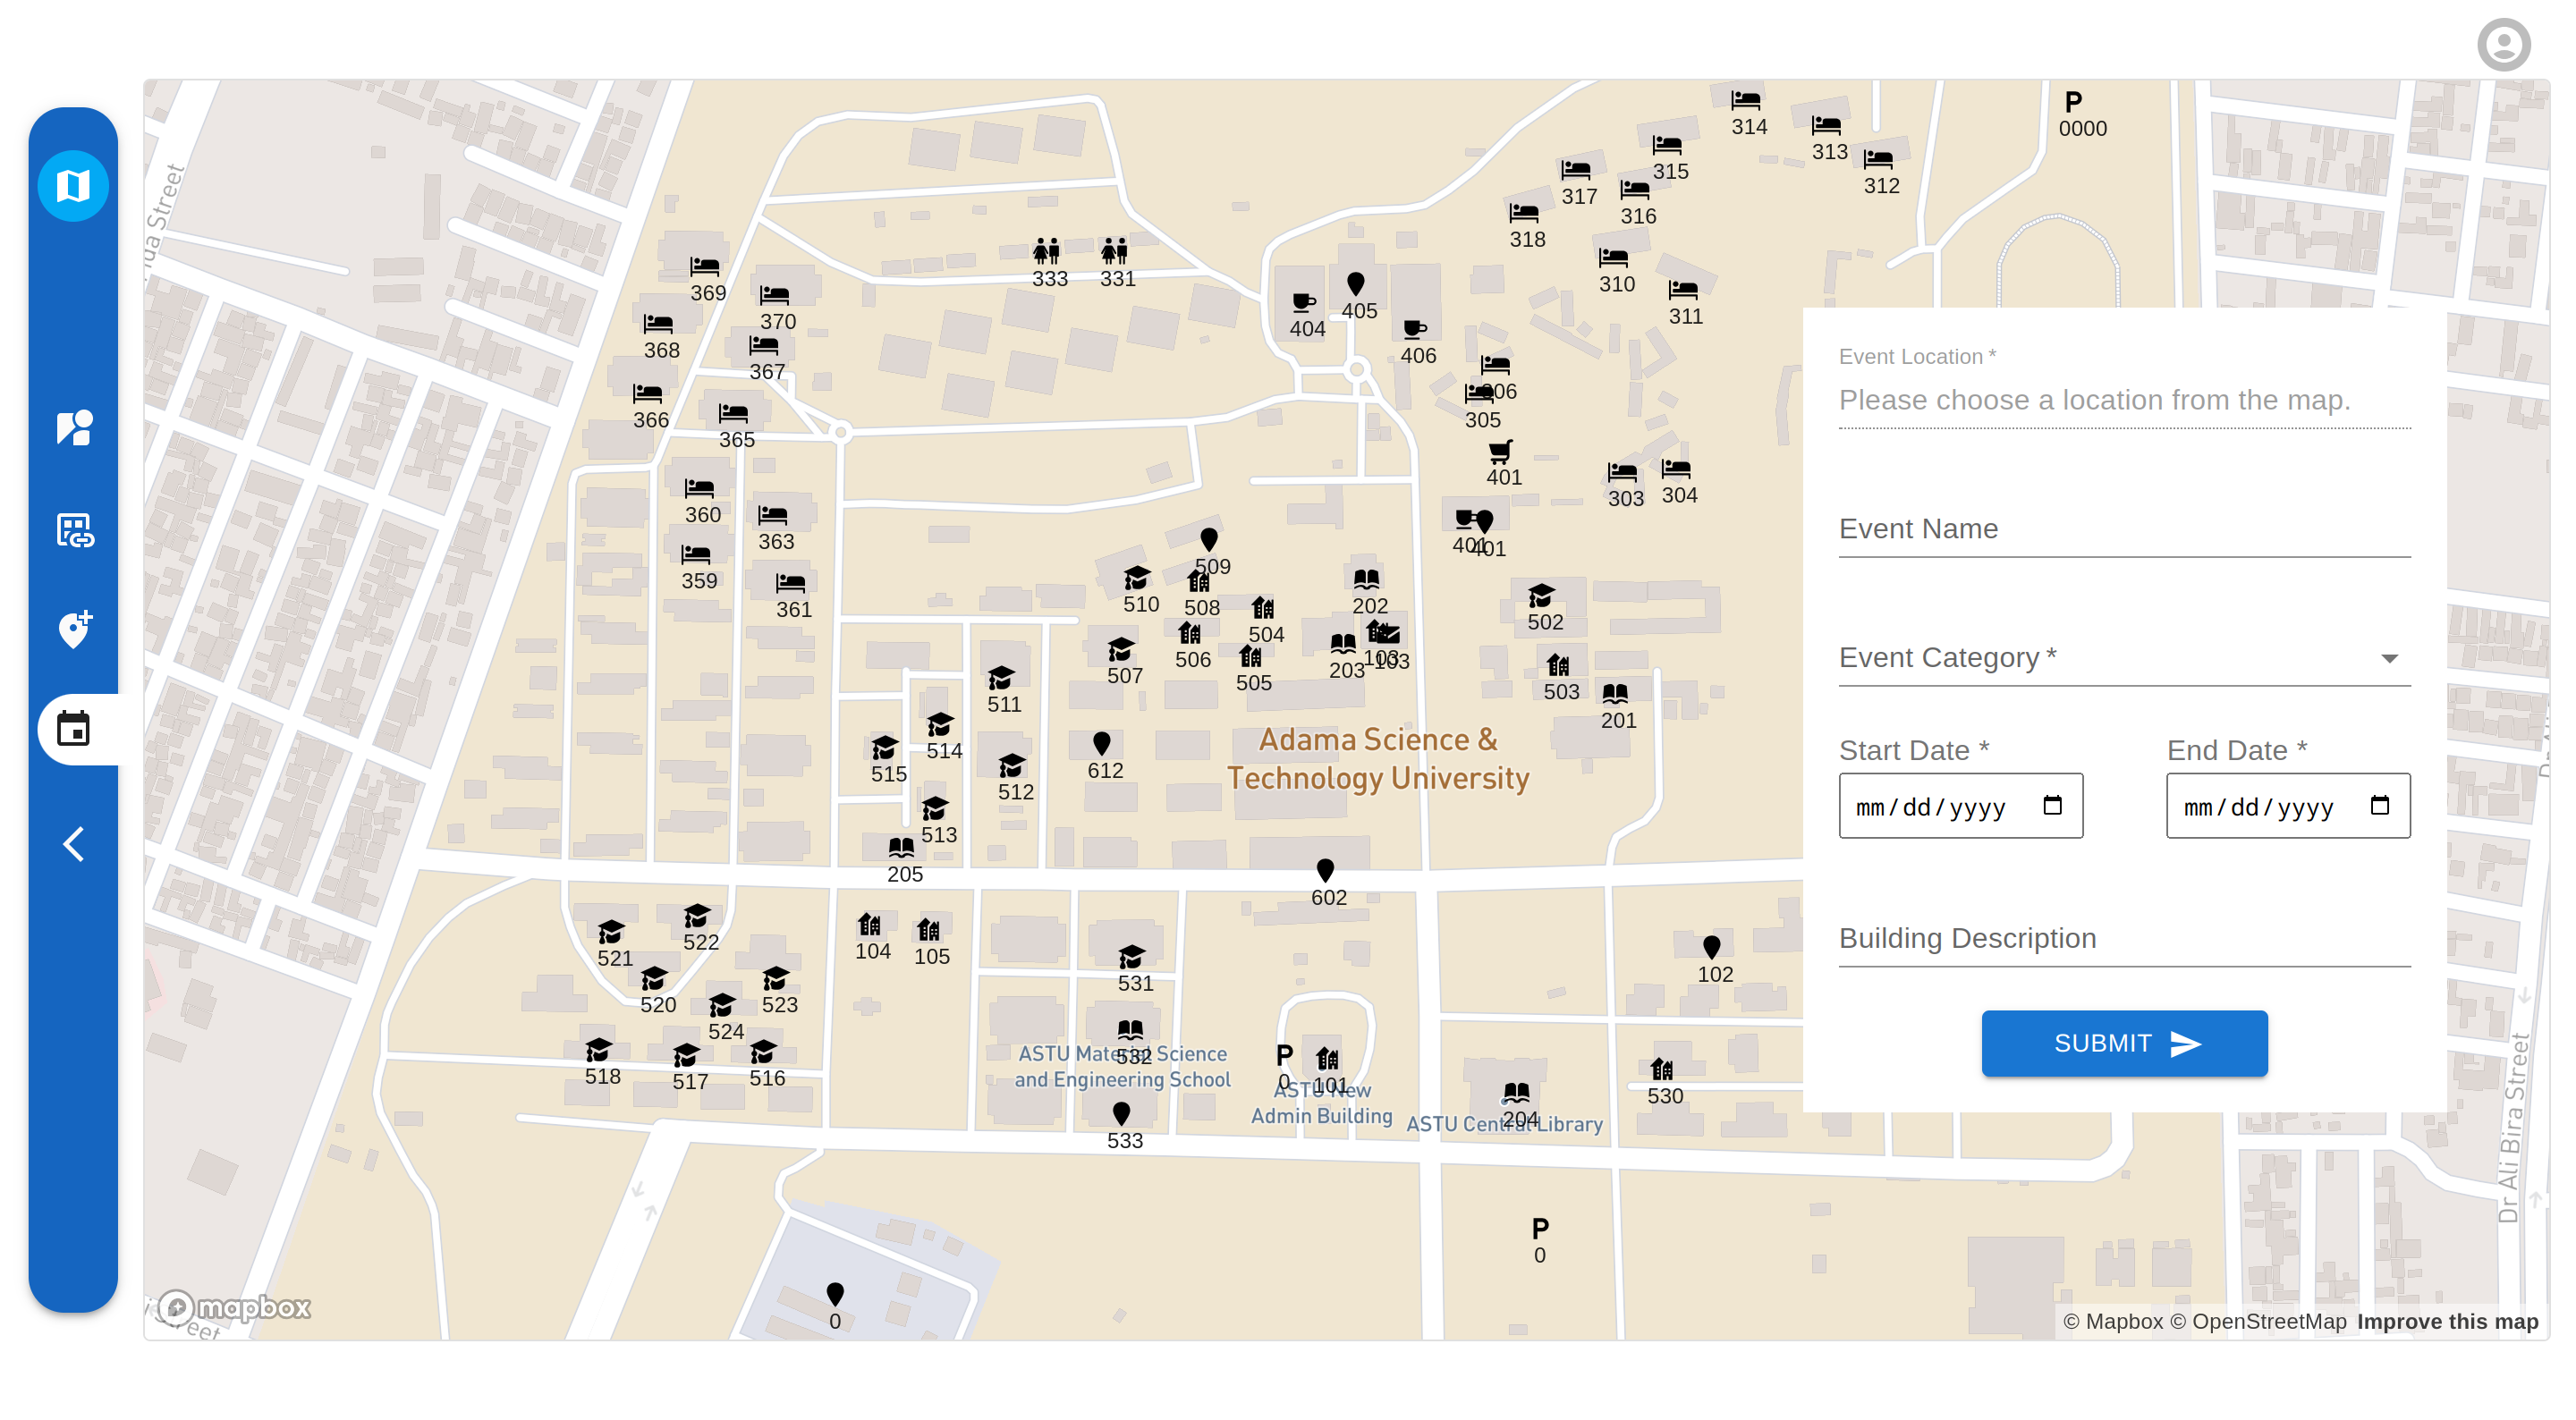 P
0000
314
313
312
315
317
316
318
310
311
nda Street
333
331
369
370
404
405
406
368
367
366
365
306
305
401
303
304
360
363
401
401
359
361
509
510
508
504
202
502
506
505
507
203
103
103
503
201
511
514
515
512
513
612
Adama Science &
Technology University
205
602
521
522
104
105
520
523
524
531
102
518
517
516
532
ASTU Material Science
and Engineering School
P
0
101
ASTU New
Admin Building
204
ASTU Central Library
530
533
P
0
0
Dr Ali Bira Street
mapbox
Street
© Mapbox © OpenStreetMap Improve this map
Event Location *
Please choose a location from the map.
Event Name
Event Category *
Start Date *
End Date *
mm/dd/yyyy
mm/dd/yyyy
Building Description
SUBMIT